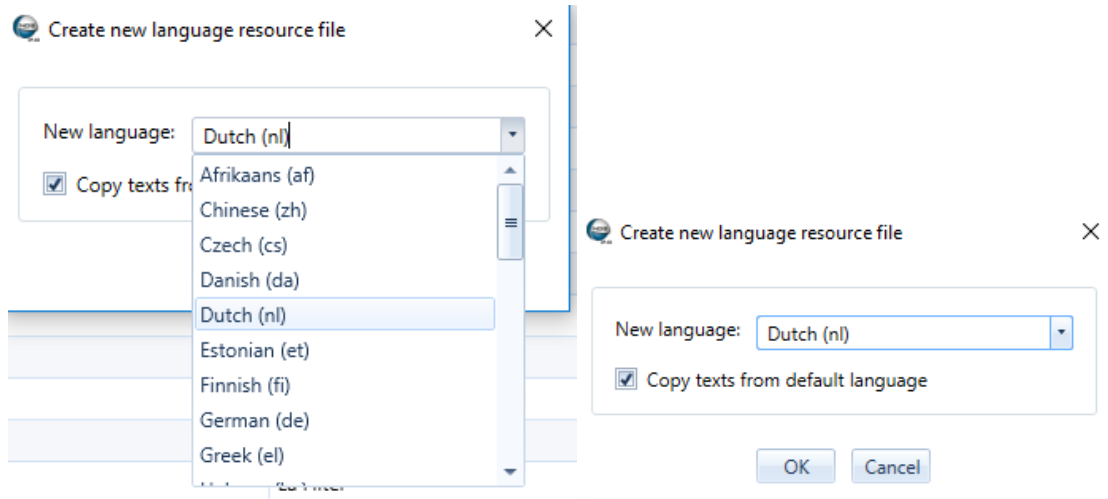 Create new language resource file
New language:
Dutch (nl)
Copy texts
Afrikaans (af)
Chinese (zh)
Czech (cs)
Danish (da)
Dutch (nl)
Estonian (et)
Finnish (fi)
German (de)
Greek (el)
Create new language resource file
New language:
Dutch (nl)
Copy texts from default language
OK
Cancel